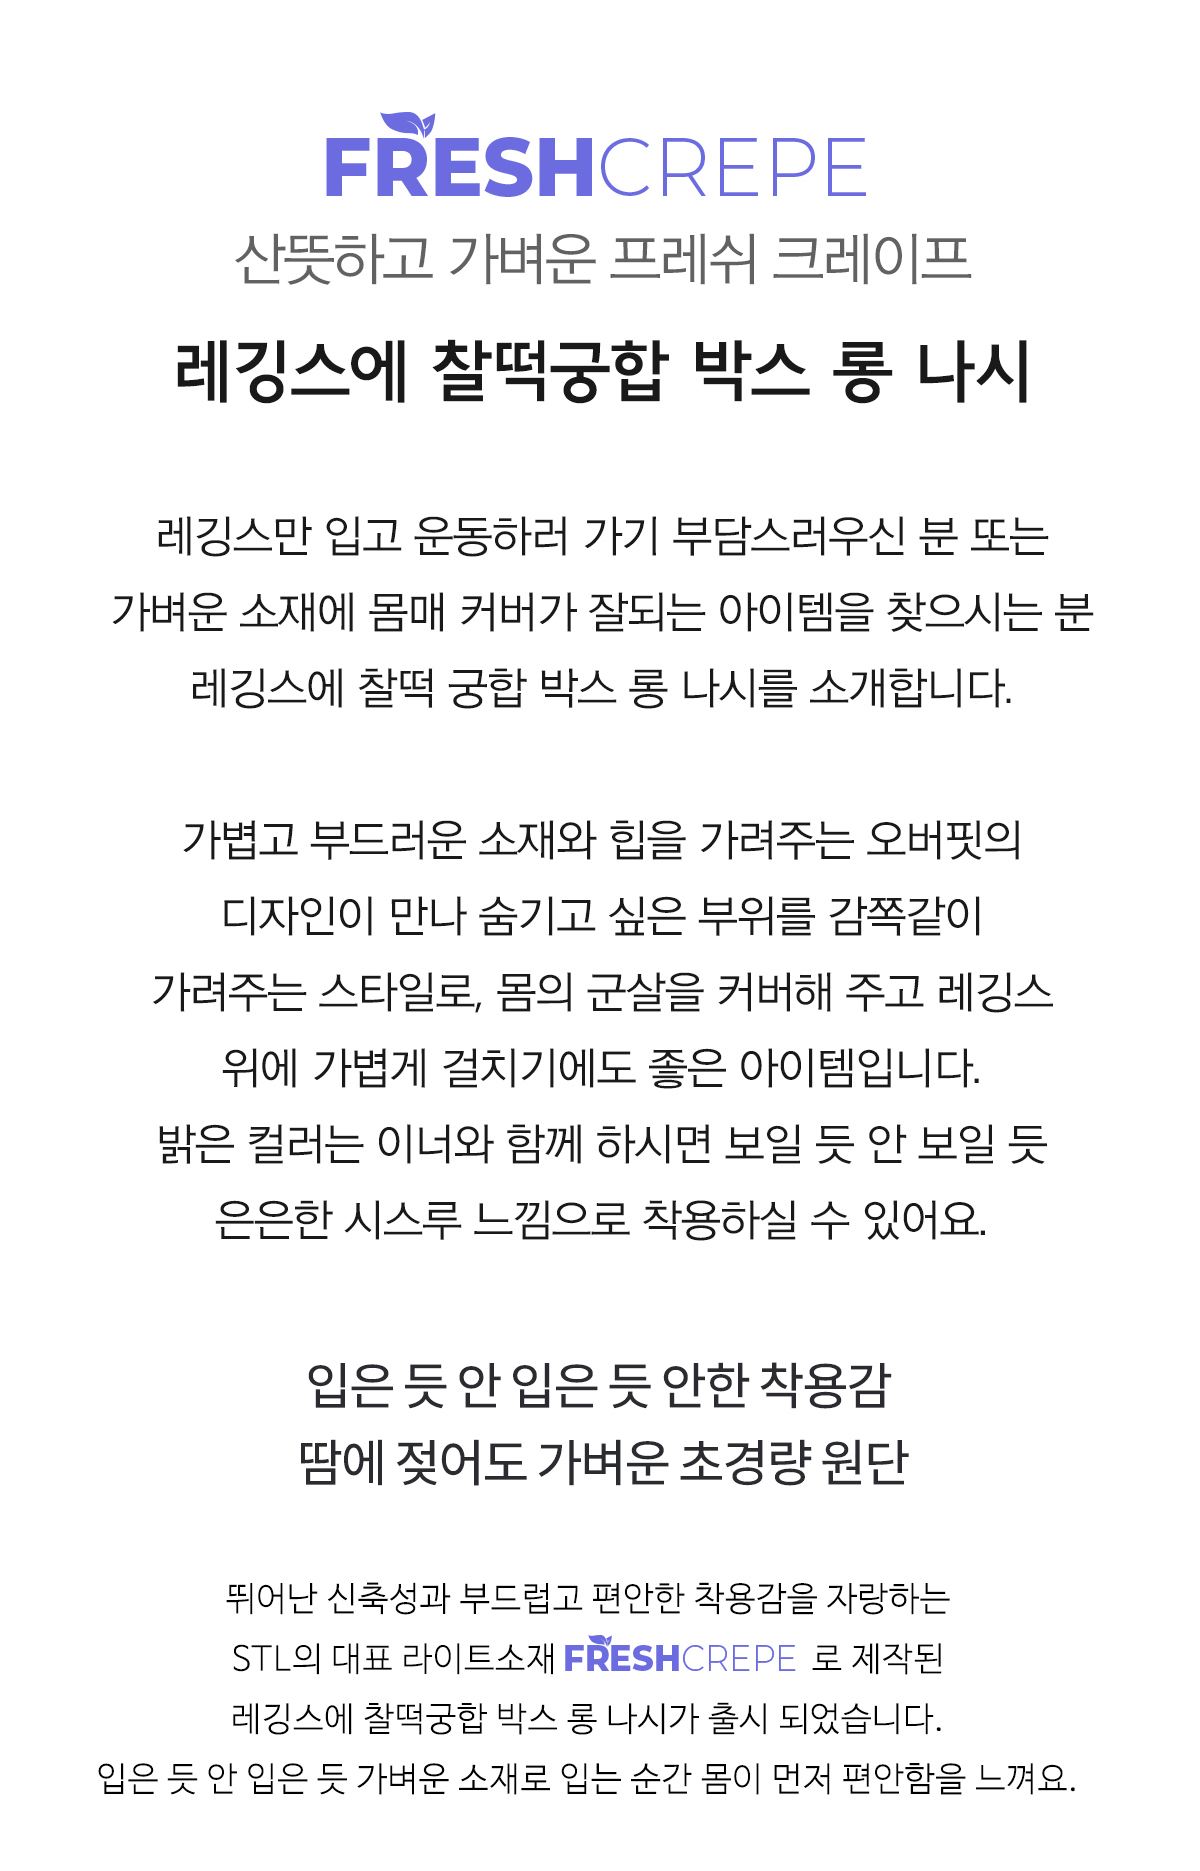 FRESHCREPE
산뜻하고 가벼운 프레쉬 크레이프
레깅스에 찰떡궁합 박스 롱 나시
레깅스만 입고 운동하러 가기 부담스러우신 분 또는
가벼운 소재에 몸매 커버가 잘되는 아이템을 찾으시는 분
레깅스에 찰떡 궁합 박스 롱 나시를 소개합니다.
가볍고 부드러운 소재와 힙을 가려주는 오버핏의
디자인이 만나 숨기고 싶은 부위를 감쪽같이
가려주는 스타일로, 몸의 군살을 커버해 주고 레깅스
위에 가볍게 걸치기에도 좋은 아이템입니다.
밝은 컬러는 이너와 함께 하시면 보일 듯 안 보일 듯
은은한 시스루 느낌으로 착용하실 수 있어요.
입은 듯 안 입은 듯 안한 착용감
땀에 젖어도 가벼운 초경량 원단
뛰어난 신축성과 부드럽고 편안한 착용감을 자랑하는
STL의 대표 라이트소재 FRESHCREPE 로 제작된
레깅스에 찰떡궁합 박스 롱 나시가 출시 되었습니다.
입은 듯 안 입은 듯 가벼운 소재로 입는 순간 몸이 먼저 편안함을 느껴요.